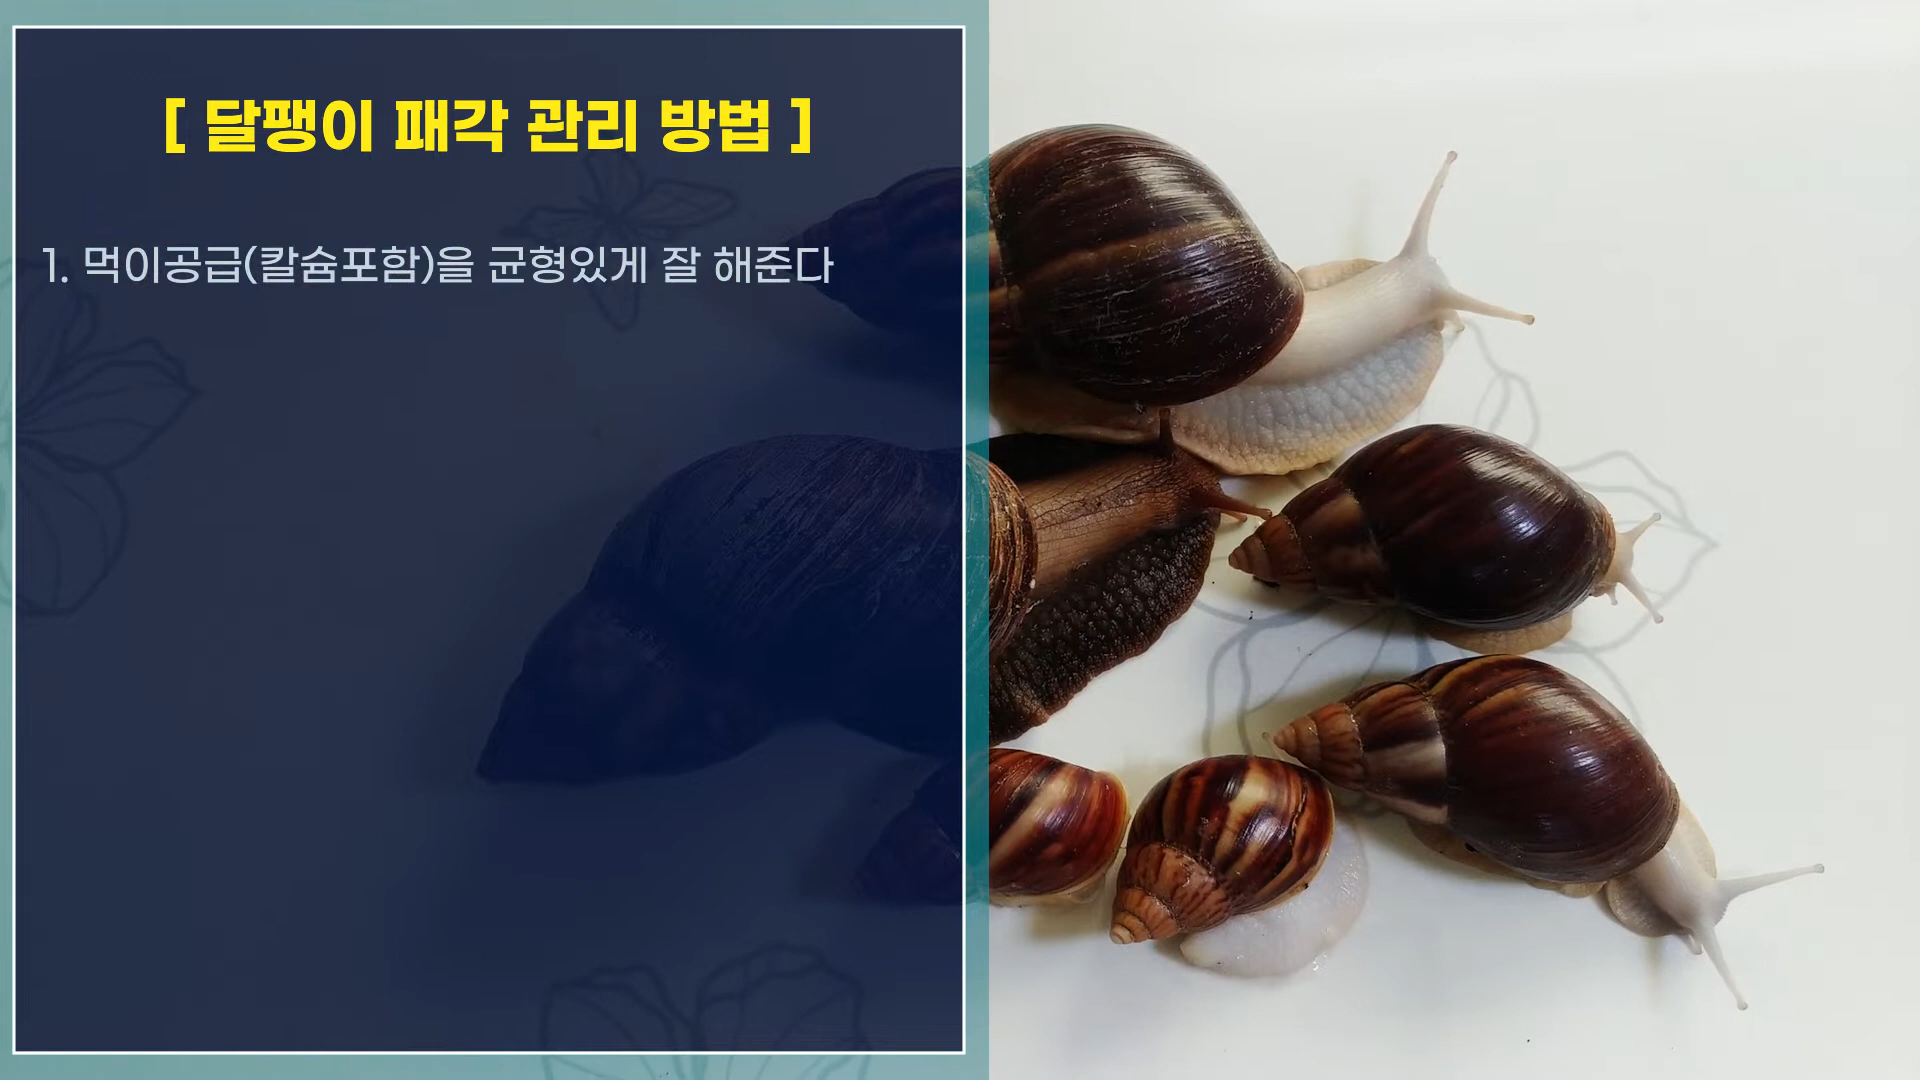 [ 달팽이 패각 관리 방법 ]
1. 먹이공급(칼슘포함)을 균형있게 잘 해준다